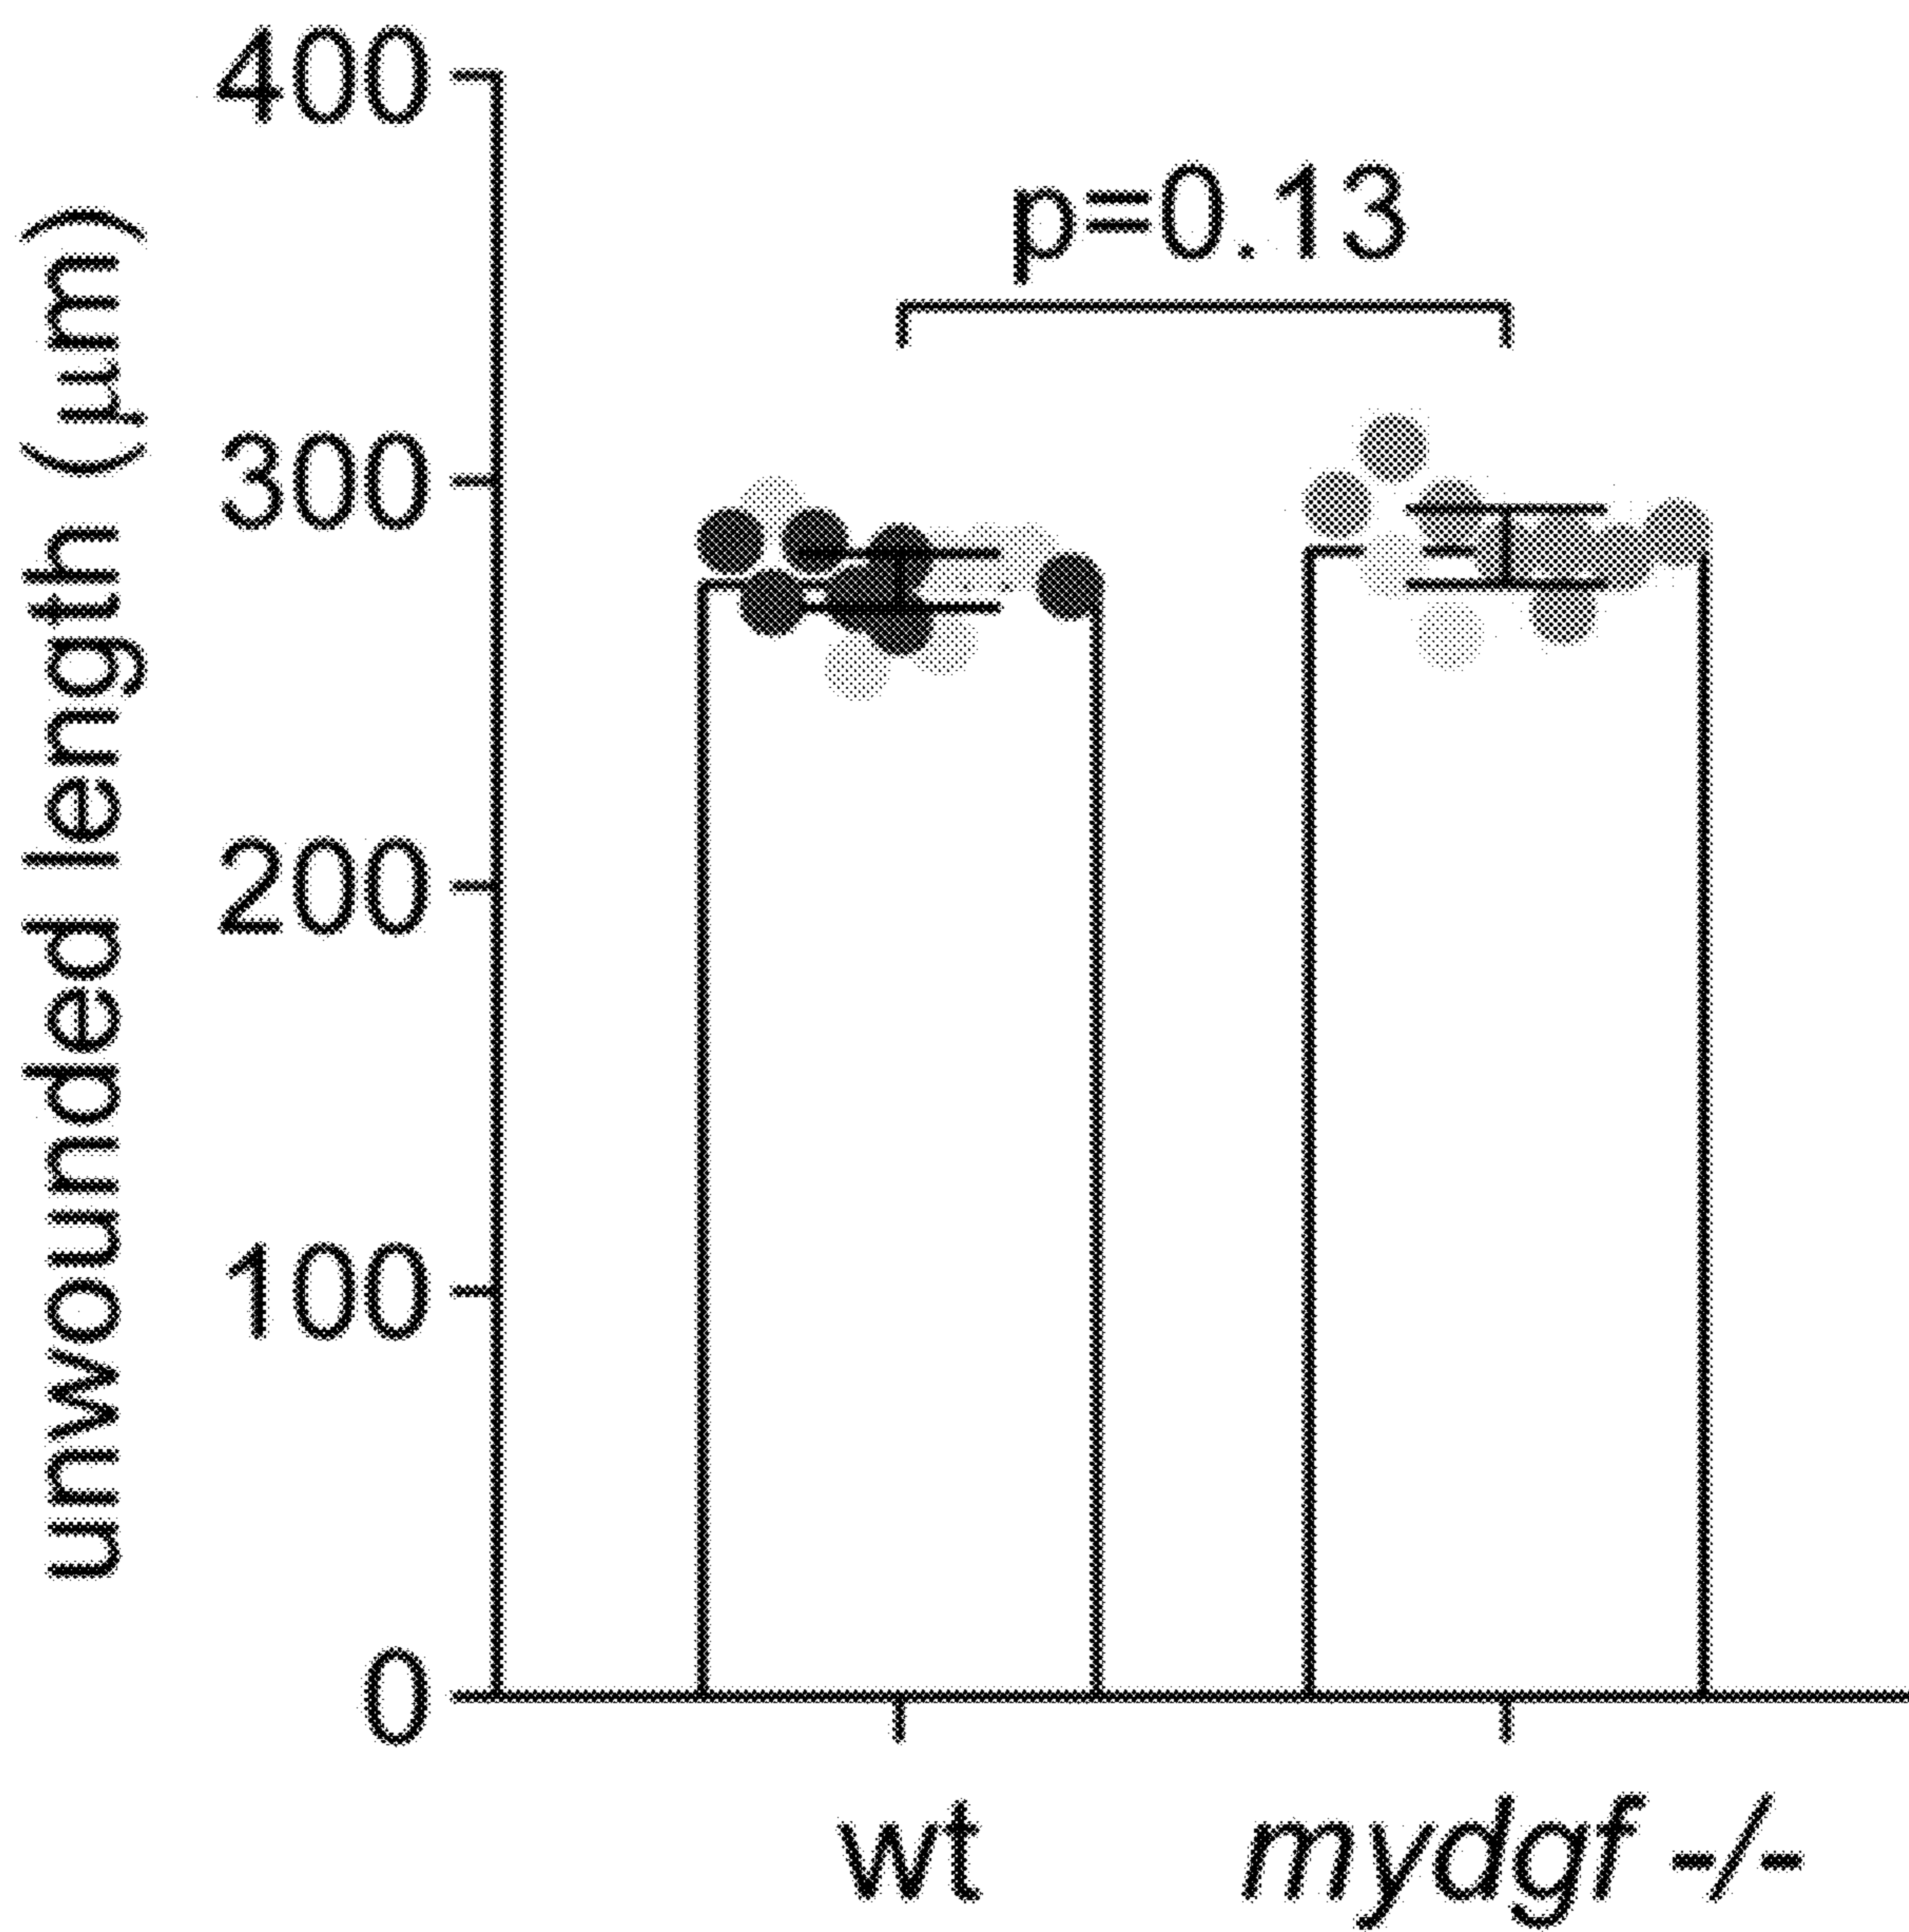 unwounded length (µm)
400
300
200
100
0
p=0.13
wt
mydgf -/-